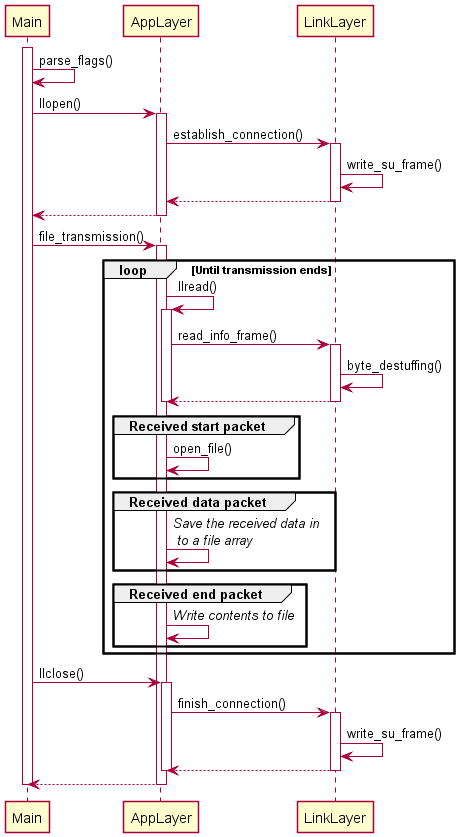 Main AppLayer LinkLayer
parse_flags()
llopen()
establish_connection()
write_su_frame()
file_transmission()
loop [Until transmission ends]
llread()
read_info_frame()
byte_destuffing()
Received start packet
open_file()
Received data packet
Save the received data in
to a file array
Received end packet
Write contents to file
llclose()
finish_connection()
write_su_frame()
Main AppLayer LinkLayer